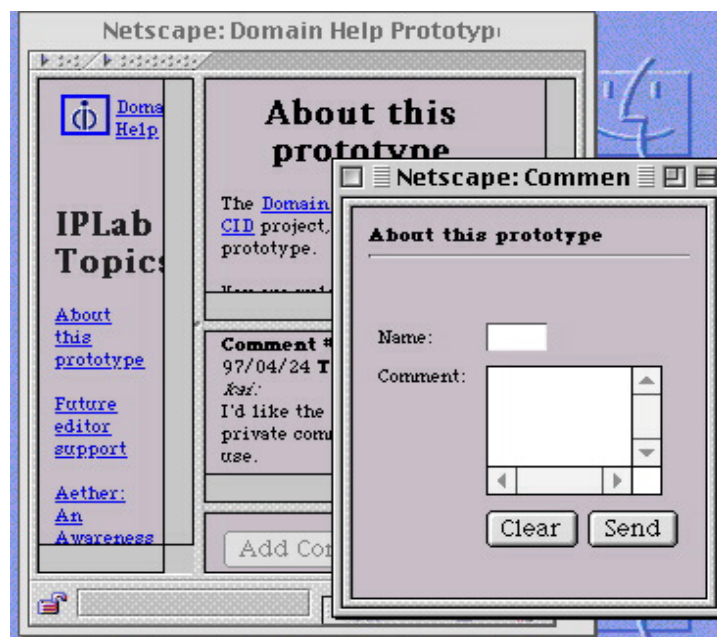 Netscape: Domain Help Prototyp
Doma
Help
IPLab
Topics
About
this
prototype
Future
editor
support
Aether:
An
Awareness
About this
prototype
The Domain
CID project,
prototype.
Comment #
97/04/24 T
kai:
I'd like the
private com
use.
Add Co
Netscape: Commen
About this prototype
Name:
Comment:
Clear
Send